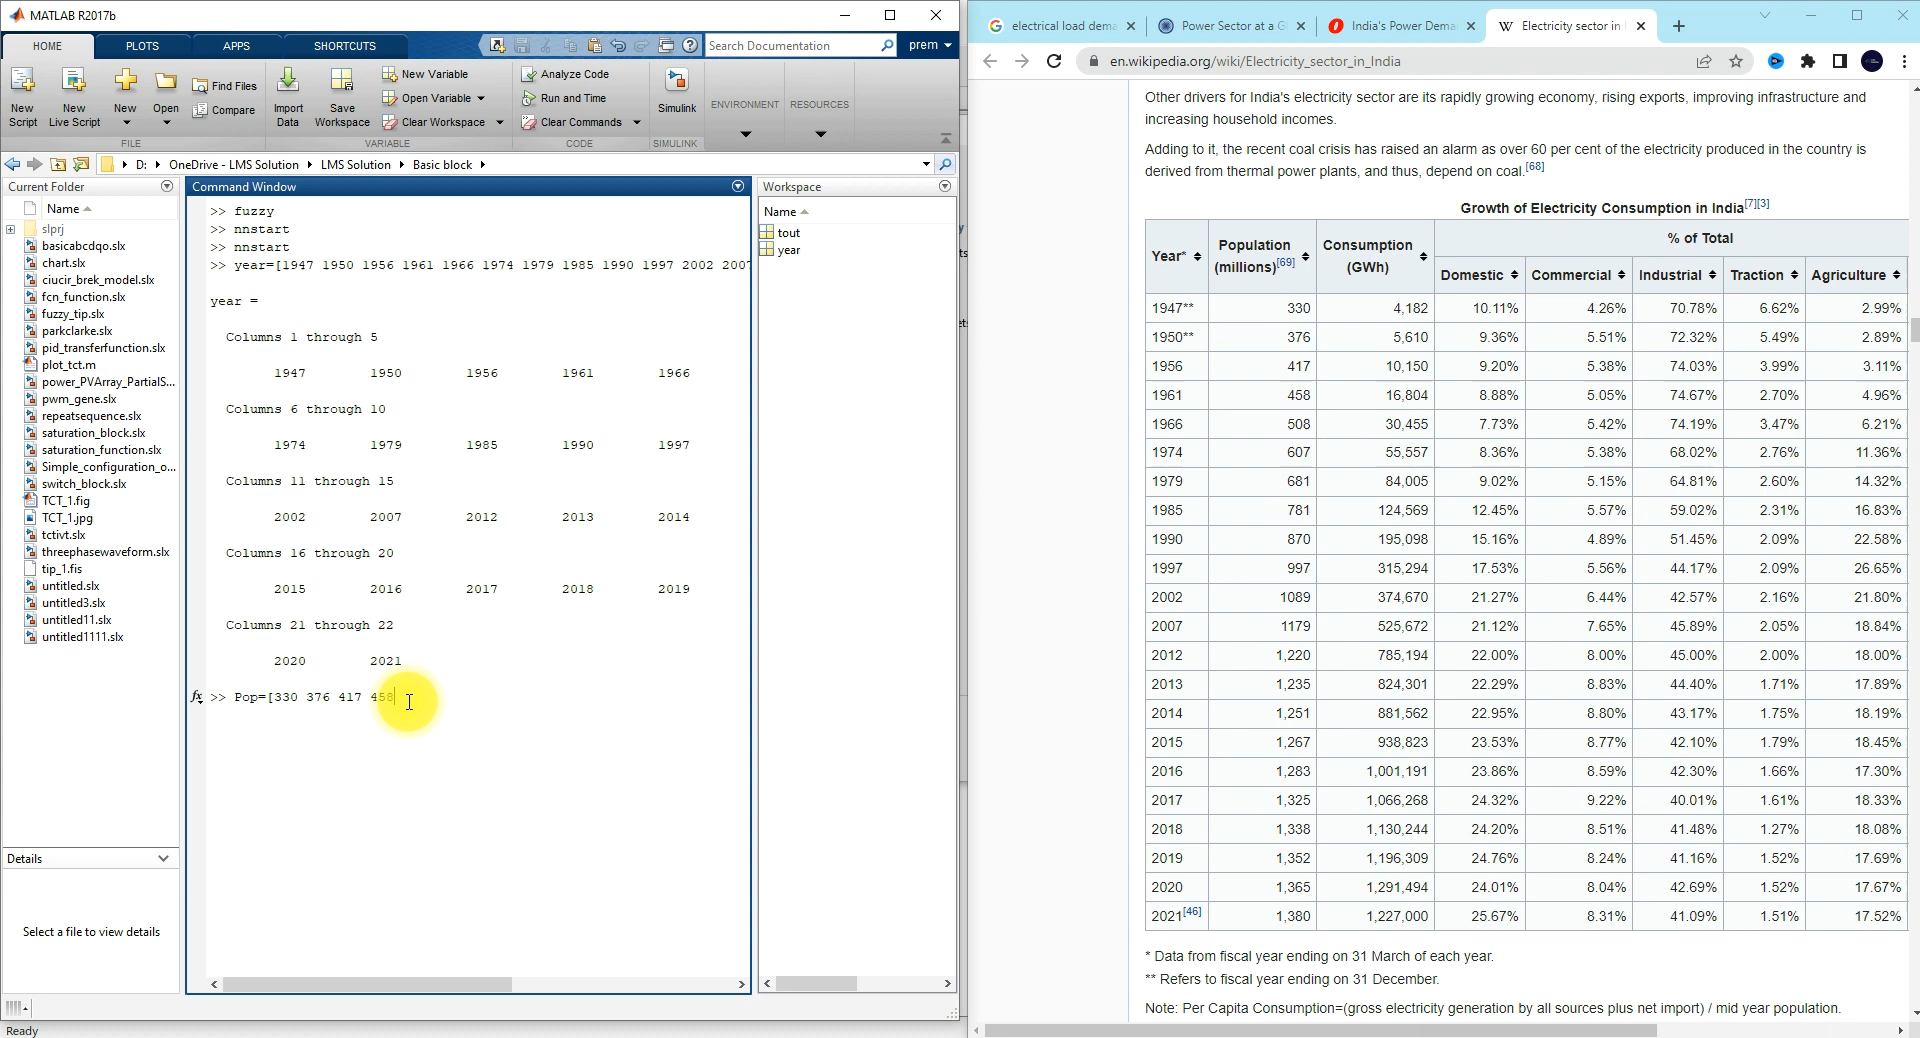 MATLAB R2017b
HOME PLOTS APPS SHORTCUTS Search Documentation prem
New Script
New Live Script
New
Open
Find Files
Compare
FILE
Import Data
Save Workspace
New Variable
Open Variable
Clear Workspace
VARIABLE
Analyze Code
Run and Time
Clear Commands
CODE
Simulink
SIMULINK
ENVIRONMENT
RESOURCES
D: OneDrive - LMS Solution LMS Solution Basic block
Current Folder
Name
slprj
basicabcdqo.slx
chart.slx
ciucir_brek_model.slx
fcn_function.slx
fuzzy_tip.slx
parkclarke.slx
pid_transferfunction.slx
plot_tct.m
power_PVArray_PartialS...
pwm_gene.slx
repeatsequence.slx
saturation_block.slx
saturation_function.slx
Simple_configuration_o...
switch_block.slx
TCT_1.fig
TCT_1.jpg
tctivt.slx
threephasewaveform.slx
tip_1.fis
untitled.slx
untitled3.slx
untitled11.slx
untitled1111.slx
Details
Select a file to view details
Ready
Command Window
>> fuzzy
>> nnstart
>> nnstart
>> year=[1947 1950 1956 1961 1966 1974 1979 1985 1990 1997 2002 2007
year =
Columns 1 through 5
1947 1950 1956 1961 1966
Columns 6 through 10
1974 1979 1985 1990 1997
Columns 11 through 15
2002 2007 2012 2013 2014
Columns 16 through 20
2015 2016 2017 2018 2019
Columns 21 through 22
2020 2021
fx >> Pop=[330 376 417 458
Workspace
Name
tout
year
electrical load dema
Power Sector at a G
India's Power Dema
Electricity sector in
en.wikipedia.org/wiki/Electricity_sector_in_India
Other drivers for India's electricity sector are its rapidly growing economy, rising exports, improving infrastructure and
increasing household incomes.
Adding to it, the recent coal crisis has raised an alarm as over 60 per cent of the electricity produced in the country is
derived from thermal power plants, and thus, depend on coal.[68]
Growth of Electricity Consumption in India[7][3]
Year* Population (millions)[69] Consumption (GWh) % of Total
Domestic Commercial Industrial Traction Agriculture
1947** 330 4,182 10.11% 4.26% 70.78% 6.62% 2.99%
1950** 376 5,610 9.36% 5.51% 72.32% 5.49% 2.89%
1956 417 10,150 9.20% 5.38% 74.03% 3.99% 3.11%
1961 458 16,804 8.88% 5.05% 74.67% 2.70% 4.96%
1966 508 30,455 7.73% 5.42% 74.19% 3.47% 6.21%
1974 607 55,557 8.36% 5.38% 68.02% 2.76% 11.36%
1979 681 84,005 9.02% 5.15% 64.81% 2.60% 14.32%
1985 781 124,569 12.45% 5.57% 59.02% 2.31% 16.83%
1990 870 195,098 15.16% 4.89% 51.45% 2.09% 22.58%
1997 997 315,294 17.53% 5.56% 44.17% 2.09% 26.65%
2002 1089 374,670 21.27% 6.44% 42.57% 2.16% 21.80%
2007 1179 525,672 21.12% 7.65% 45.89% 2.05% 18.84%
2012 1,220 785,194 22.00% 8.00% 45.00% 2.00% 18.00%
2013 1,235 824,301 22.29% 8.83% 44.40% 1.71% 17.89%
2014 1,251 881,562 22.95% 8.80% 43.17% 1.75% 18.19%
2015 1,267 938,823 23.53% 8.77% 42.10% 1.79% 18.45%
2016 1,283 1,001,191 23.86% 8.59% 42.30% 1.66% 17.30%
2017 1,325 1,066,268 24.32% 9.22% 40.01% 1.61% 18.33%
2018 1,338 1,130,244 24.20% 8.51% 41.48% 1.27% 18.08%
2019 1,352 1,196,309 24.76% 8.24% 41.16% 1.52% 17.69%
2020 1,365 1,291,494 24.01% 8.04% 42.69% 1.52% 17.67%
2021[46] 1,380 1,227,000 25.67% 8.31% 41.09% 1.51% 17.52%
* Data from fiscal year ending on 31 March of each year.
** Refers to fiscal year ending on 31 December.
Note: Per Capita Consumption=(gross electricity generation by all sources plus net import) / mid year population.